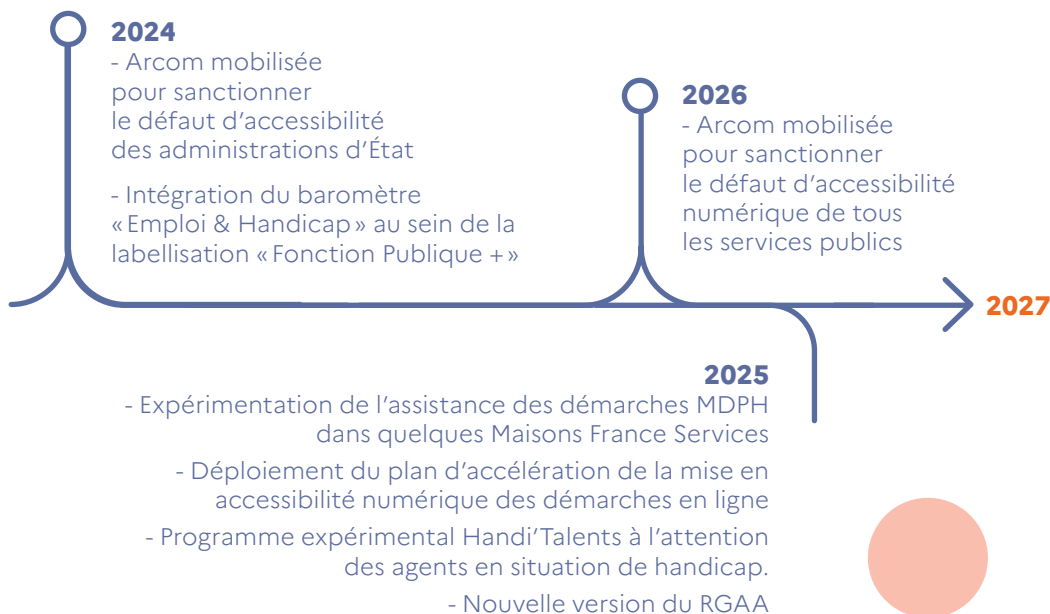 2024
- Arcom mobilisée
pour sanctionner
le défaut d’accessibilité
des administrations d’État
- Intégration du baromètre
« Emploi & Handicap » au sein de la
labellisation « Fonction Publique + »
2026
- Arcom mobilisée
pour sanctionner
le défaut d’accessibilité
numérique de tous
les services publics
2027
2025
- Expérimentation de l’assistance des démarches MDPH
dans quelques Maisons France Services
- Déploiement du plan d’accélération de la mise en
accessibilité numérique des démarches en ligne
- Programme expérimental Handi’Talents à l’attention
des agents en situation de handicap.
- Nouvelle version du RGAA